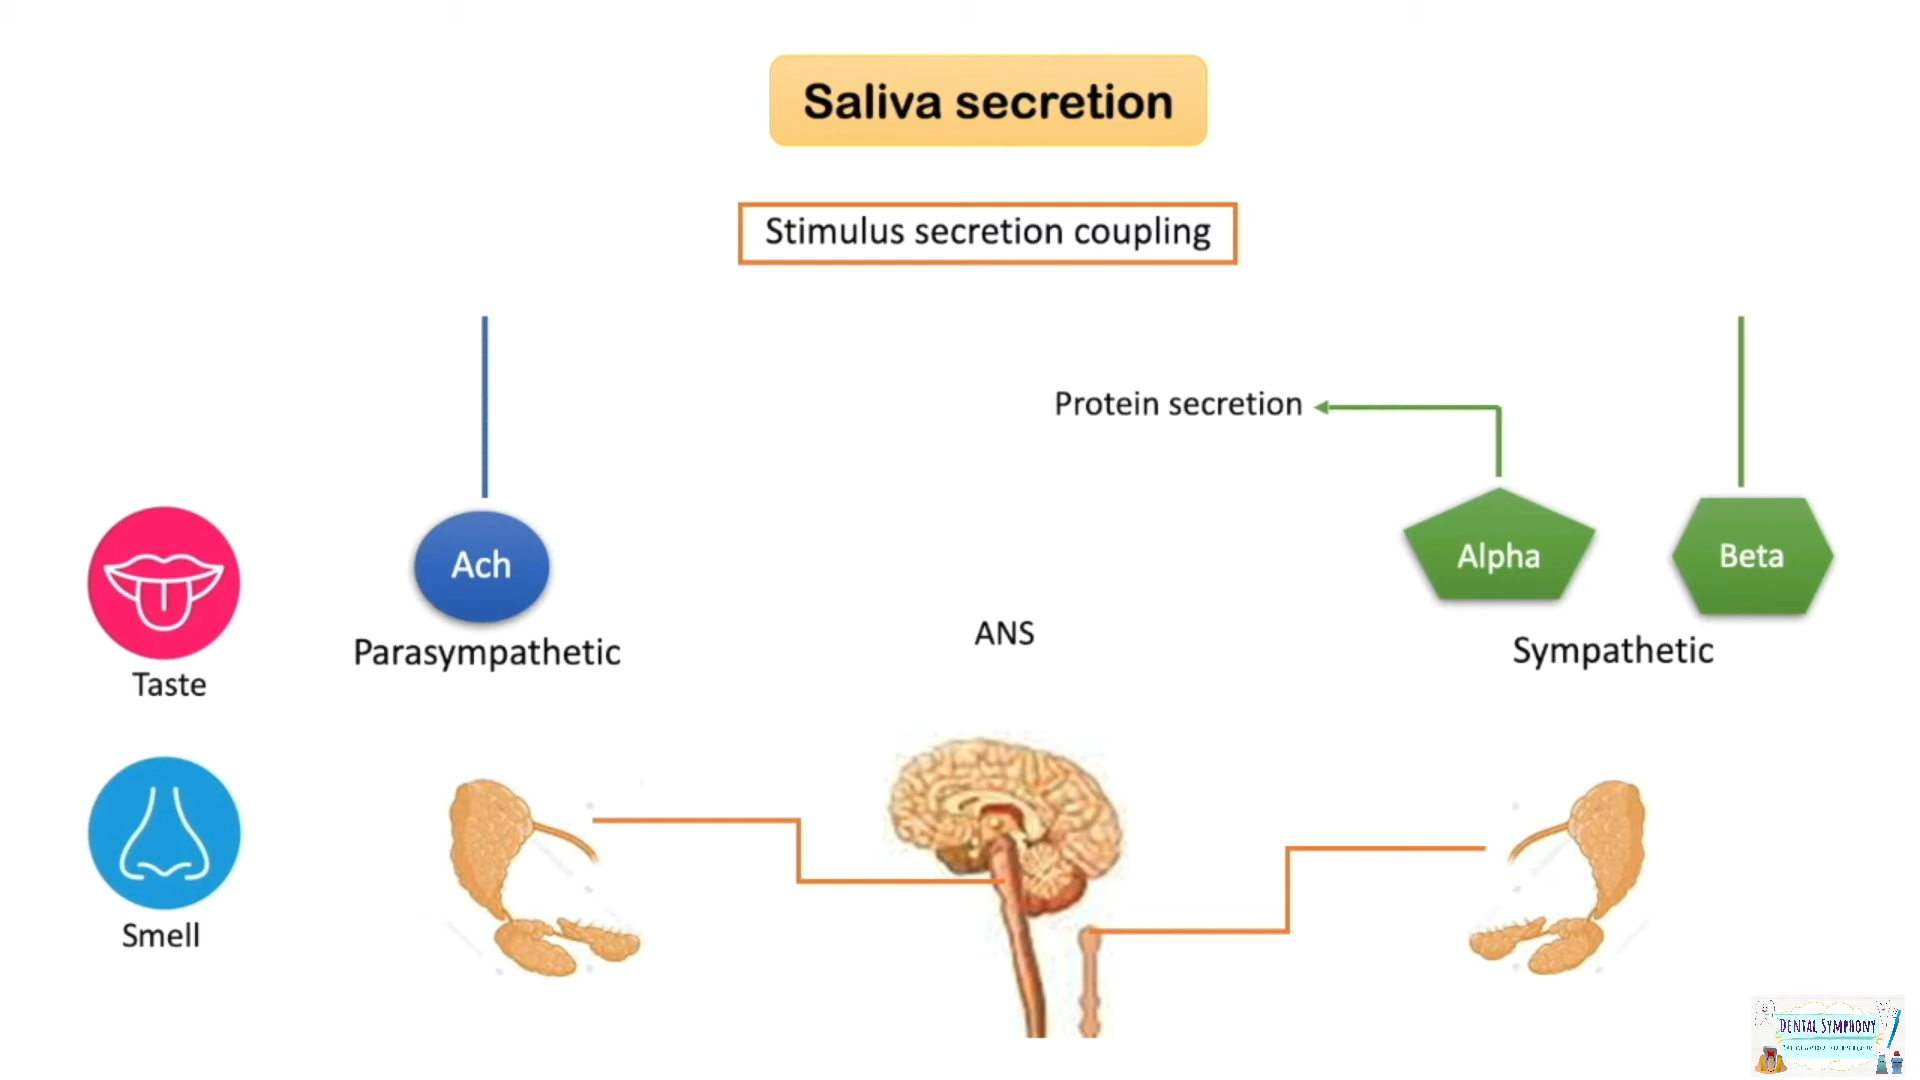 Saliva secretion
Stimulus secretion coupling
Protein secretion
Ach
Alpha
Beta
Parasympathetic
ANS
Sympathetic
Taste
Smell
DENTAL SYMPHONY